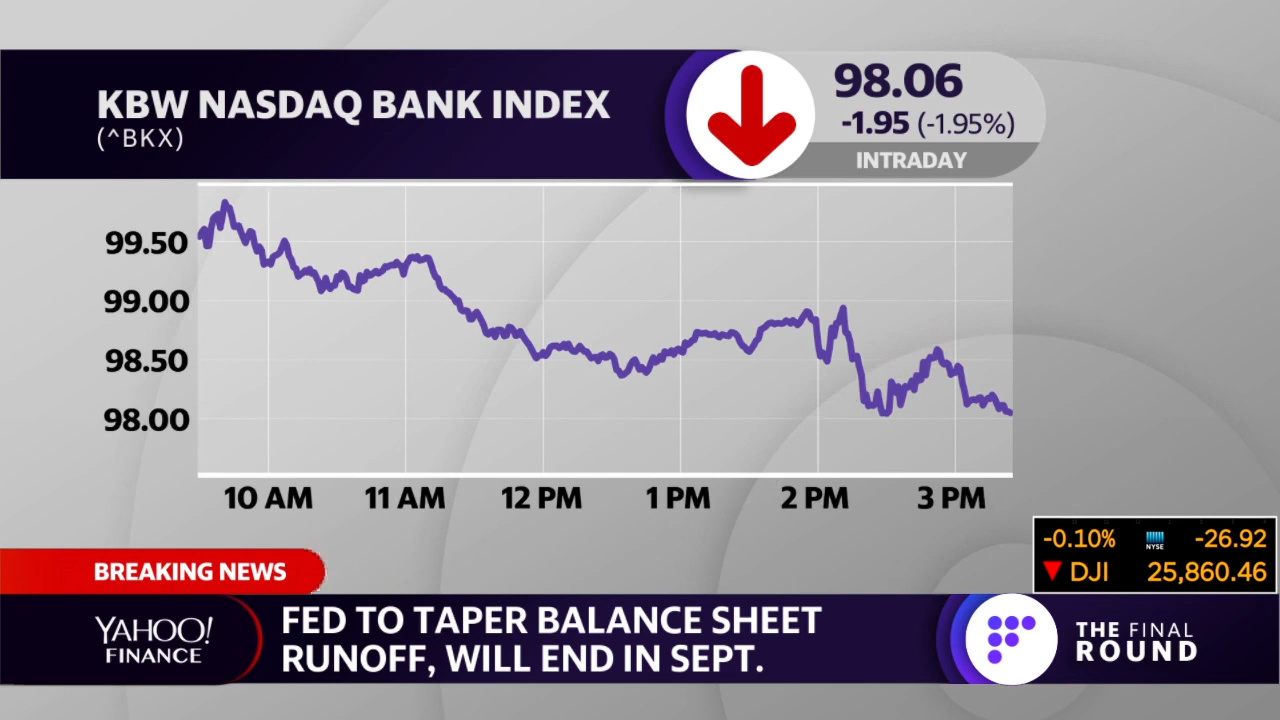 KBW NASDAQ BANK INDEX
(^BKX)
98.06
-1.95 (-1.95%)
INTRADAY
99.50
99.00
98.50
98.00
10 AM 11 AM 12 PM 1 PM 2 PM 3 PM
-0.10% NYSE -26.92
DJI 25,860.46
BREAKING NEWS
YAHOO!
FINANCE
FED TO TAPER BALANCE SHEET
RUNOFF, WILL END IN SEPT.
THE FINAL
ROUND